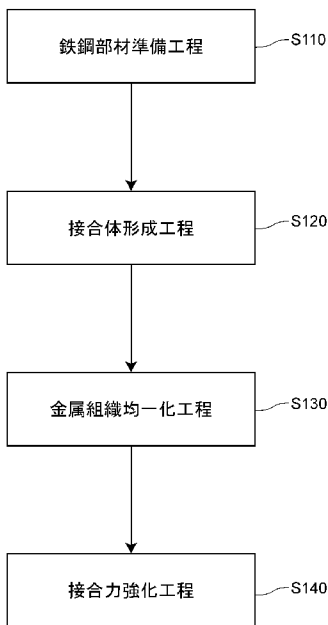 鉄鋼部材準備工程
S110
接合体形成工程
S120
金属組織均一化工程
S130
接合力強化工程
S140